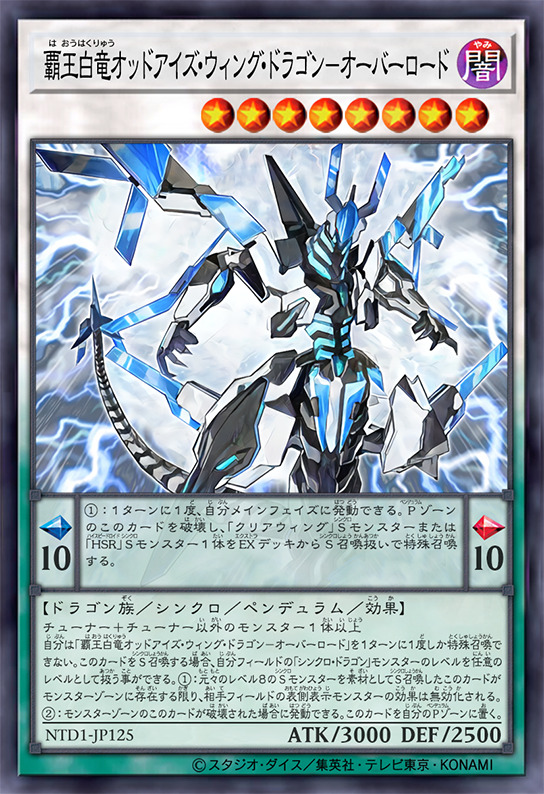 覇王白竜オッドアイズ・ウィング・ドラゴン－オーバーロード
闇
①：1ターンに1度、自分メインフェイズに発動できる。Pゾーン
のこのカードを破壊し、「クリアウィング」Sモンスターまたは
「HSR」Sモンスター1体をEXデッキからS召喚扱いで特殊召喚
する。
10
10
【ドラゴン族／シンクロ／ペンデュラム／効果】
チューナー＋チューナー以外のモンスター1体以上
自分は「覇王白竜オッドアイズ・ウィング・ドラゴン－オーバーロード」を1ターンに1度しか特殊召喚で
きない。このカードをS召喚する場合、自分フィールドの「シンクロ・ドラゴン」モンスターのレベルを任意の
レベルとして扱う事ができる。①：元々のレベル8のSモンスターを素材としてS召喚したこのカードが
モンスターゾーンに存在する限り、相手フィールドの表側表示モンスターの効果は無効化される。
②：モンスターゾーンのこのカードが破壊された場合に発動できる。このカードを自分のPゾーンに置く。
NTD1-JP125
ATK/3000 DEF/2500
©スタジオ・ダイス／集英社・テレビ東京・KONAMI